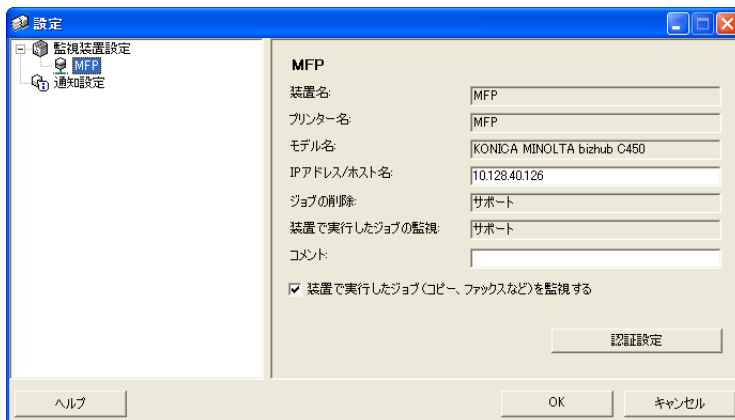 設定
監視装置設定
MFP
通知設定
MFP
装置名: MFP
プリンター名: MFP
モデル名: KONICA MINOLTA bizhub C450
IPアドレス/ホスト名: 10.128.40.126
ジョブの削除: サポート
装置で実行したジョブの監視: サポート
コメント:
装置で実行したジョブ(コピー、ファックスなど)を監視する
認証設定
ヘルプ OK キャンセル